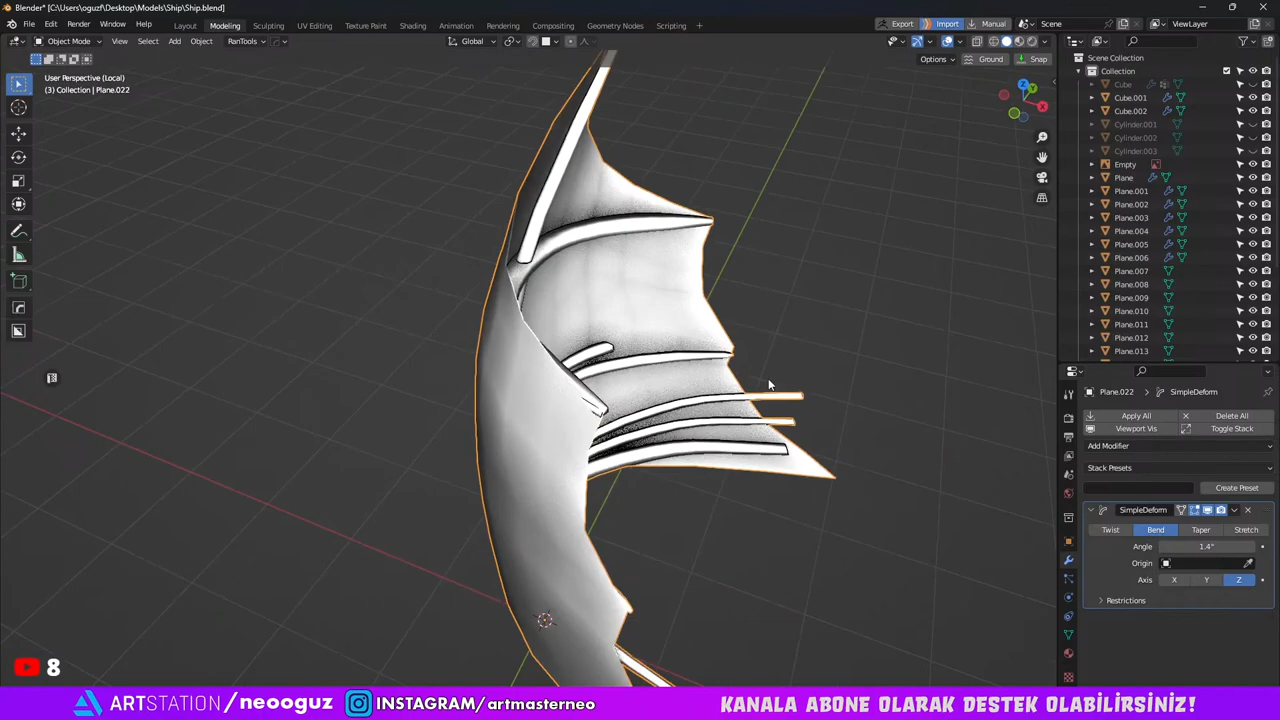 Blender* [C:\Users\oguzf\Desktop\Models\Ship\Ship.blend]
File Edit Render Window Help Layout Modeling Sculpting UV Editing Texture Paint Shading Animation Rendering Compositing Geometry Nodes Scripting Export Import Manual Scene ViewLayer
Object Mode View Select Add Object RanTools Global
Options Ground Snap
User Perspective (Local)
(3) Collection | Plane.022
Z
Y
X
Scene Collection
Collection
Cube
Cube.001
Cube.002
Cylinder.001
Cylinder.002
Cylinder.003
Empty
Plane
Plane.001
Plane.002
Plane.003
Plane.004
Plane.005
Plane.006
Plane.007
Plane.008
Plane.009
Plane.010
Plane.011
Plane.012
Plane.013
Plane.022 SimpleDeform
Apply All Delete All
Viewport Vis Toggle Stack
Add Modifier
Stack Presets
Create Preset
SimpleDeform
Twist Bend Taper Stretch
Angle 1.4°
Origin
Axis X Y Z
Restrictions
8
ARTSTATION/neooguz INSTAGRAM/artmasterneo KANALA ABONE OLARAK DESTEK OLABİLİRSİNİZ!